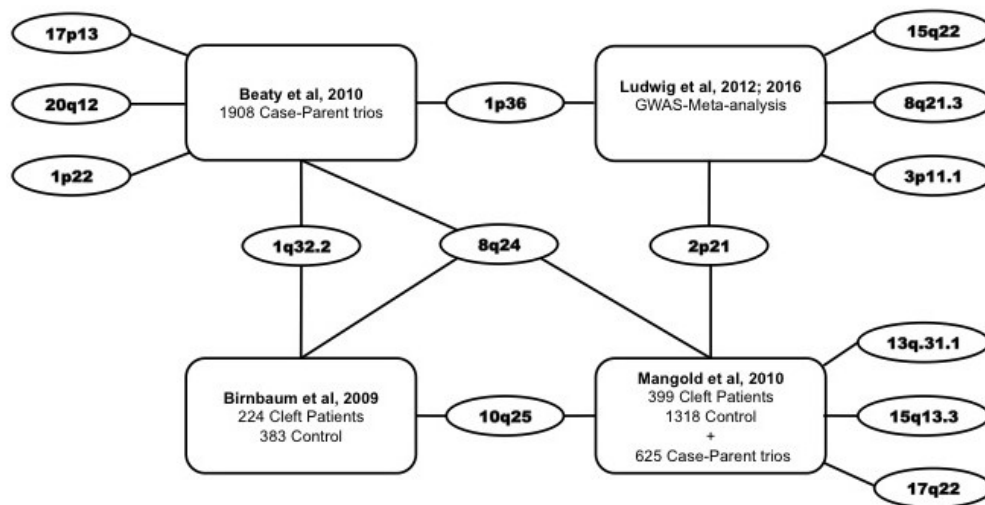 17p13
20q12
1p22
Beaty et al, 2010
1908 Case-Parent trios
1p36
Ludwig et al, 2012; 2016
GWAS-Meta-analysis
15q22
8q21.3
3p11.1
1q32.2
8q24
2p21
Birnbaum et al, 2009
224 Cleft Patients
383 Control
10q25
Mangold et al, 2010
399 Cleft Patients
1318 Control
+
625 Case-Parent trios
13q.31.1
15q13.3
17q22